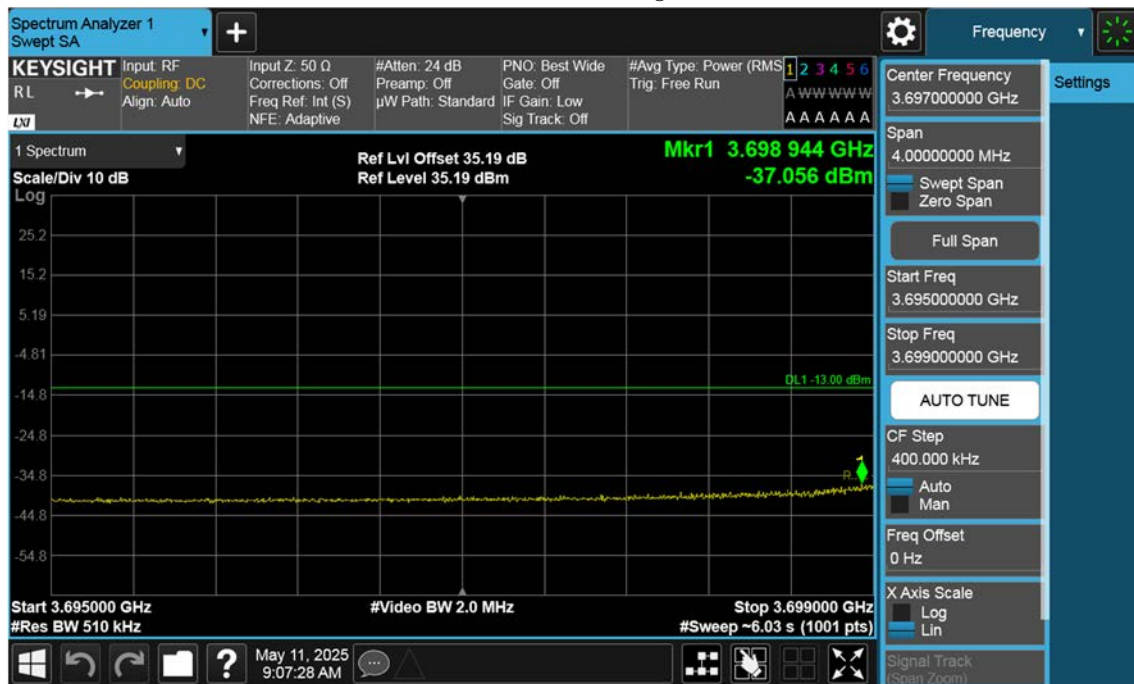 Spectrum Analyzer 1
Swept SA
Frequency
KEYSIGHT
RL
LXI
Input: RF
Coupling: DC
Align: Auto
Input Z: 50 Ω
Corrections: Off
Freq Ref: Int (S)
NFE: Adaptive
#Atten: 24 dB
Preamp: Off
µW Path: Standard
PNO: Best Wide
Gate: Off
IF Gain: Low
Sig Track: Off
#Avg Type: Power (RMS
Trig: Free Run
1 2 3 4 5 6
A W W W W W
A A A A A A
1 Spectrum
Scale/Div 10 dB
Ref Lvl Offset 35.19 dB
Ref Level 35.19 dBm
Mkr1 3.698 944 GHz
-37.056 dBm
Log
25.2
15.2
5.19
-4.81
DL1 -13.00 dBm
-14.8
-24.8
1
-34.8
R...
-44.8
-54.8
Start 3.695000 GHz
#Video BW 2.0 MHz
Stop 3.699000 GHz
#Res BW 510 kHz
#Sweep ~6.03 s (1001 pts)
?
May 11, 2025
9:07:28 AM
Center Frequency
3.697000000 GHz
Span
4.00000000 MHz
Swept Span
Zero Span
Full Span
Start Freq
3.695000000 GHz
Stop Freq
3.699000000 GHz
AUTO TUNE
CF Step
400.000 kHz
Auto
Man
Freq Offset
0 Hz
X Axis Scale
Log
Lin
Signal Track
(Span Zoom)
Settings